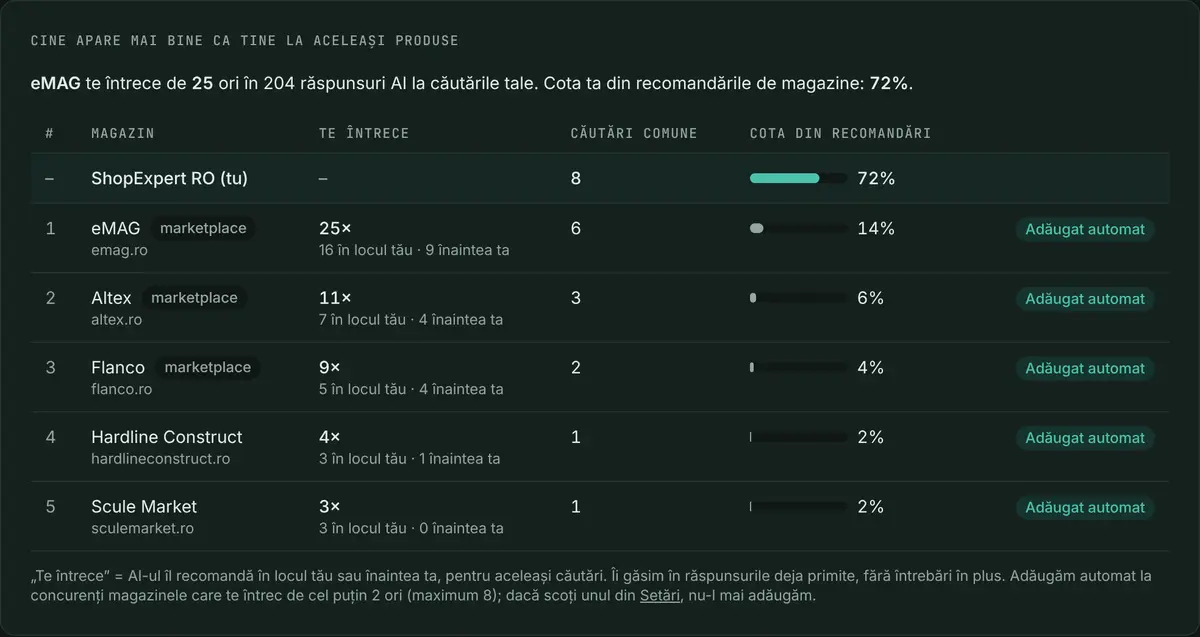 CINE APARE MAI BINE CA TINE LA ACELEAȘI PRODUSE
eMAG te întrece de 25 ori în 204 răspunsuri AI la căutările tale. Cota ta din recomandările de magazine: 72%.
# MAGAZIN TE ÎNTRECE CĂUTĂRI COMUNE COTA DIN RECOMANDĂRI
– ShopExpert RO (tu) – 8 72%
1 eMAG marketplace 25× 6 14% Adăugat automat
emag.ro 16 în locul tău · 9 înaintea ta
2 Altex marketplace 11× 3 6% Adăugat automat
altex.ro 7 în locul tău · 4 înaintea ta
3 Flanco marketplace 9× 2 4% Adăugat automat
flanco.ro 5 în locul tău · 4 înaintea ta
4 Hardline Construct 4× 1 2% Adăugat automat
hardlineconstruct.ro 3 în locul tău · 1 înaintea ta
5 Scule Market 3× 1 2% Adăugat automat
sculemarket.ro 3 în locul tău · 0 înaintea ta
„Te întrece” = AI-ul îl recomandă în locul tău sau înaintea ta, pentru aceleași căutări. Îi găsim în răspunsurile deja primite, fără întrebări în plus. Adăugăm automat la
concurenți magazinele care te întrec de cel puțin 2 ori (maximum 8); dacă scoți unul din Setări, nu-l mai adăugăm.